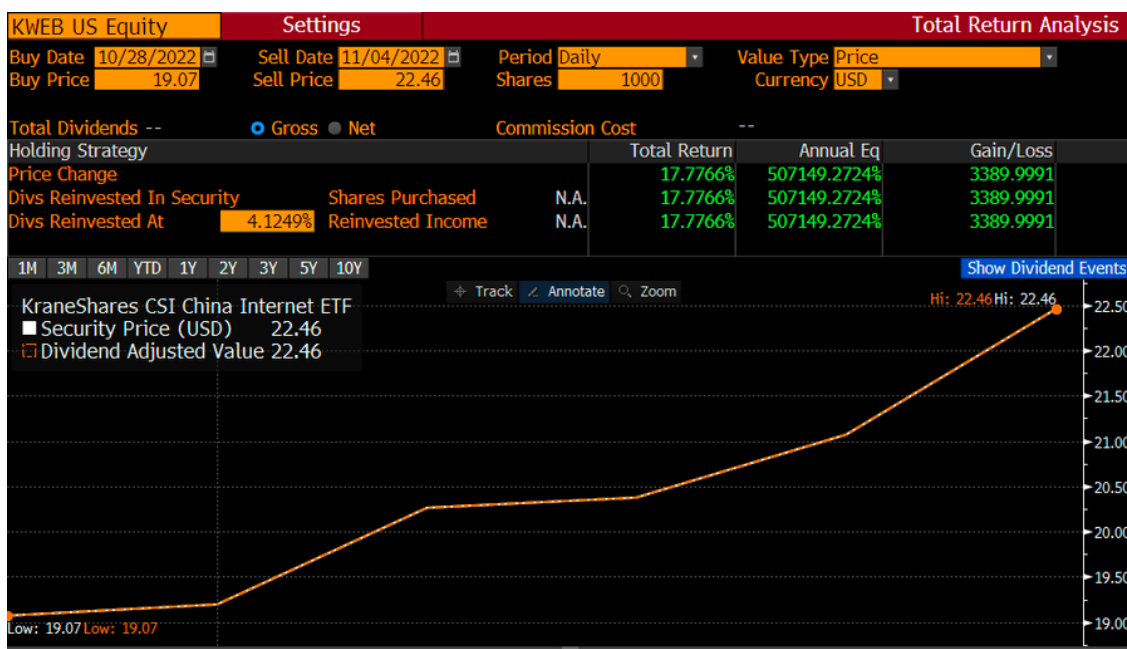 KWEB US Equity Settings Total Return Analysis
Buy Date 10/28/2022 Sell Date 11/04/2022 Period Daily Value Type Price
Buy Price 19.07 Sell Price 22.46 Shares 1000 Currency USD
Total Dividends -- Gross Net Commission Cost --
Holding Strategy Total Return Annual Eq Gain/Loss
Price Change 17.7766% 507149.2724% 3389.9991
Divs Reinvested In Security Shares Purchased N.A. 17.7766% 507149.2724% 3389.9991
Divs Reinvested At 4.1249% Reinvested Income N.A. 17.7766% 507149.2724% 3389.9991
1M 3M 6M YTD 1Y 2Y 3Y 5Y 10Y Show Dividend Events
Track Annotate Zoom
KraneShares CSI China Internet ETF
Security Price (USD) 22.46
Dividend Adjusted Value 22.46
Hi: 22.46 Hi: 22.46
22.50
22.00
21.50
21.00
20.50
20.00
19.50
19.00
Low: 19.07 Low: 19.07